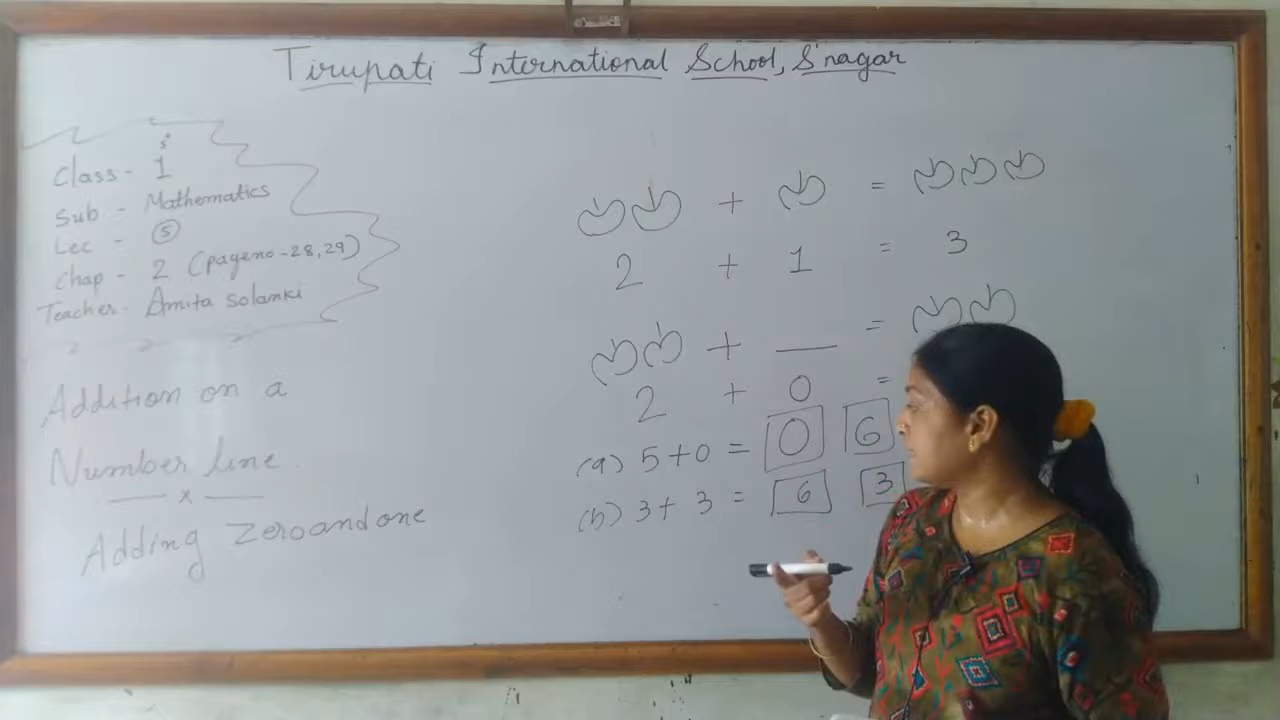 Tirupati International School, S'nagar
Class - 1
Sub - Mathematics
Lec - 5
Chap - 2 (pageno-28,29)
Teacher - Amita Solanki
Addition on a
Number line
x
Adding Zero and one
+ =
2 + 1 = 3
+ =
2 + 0 =
(a) 5+0 = 0 6
(b) 3+ 3 = 6 3